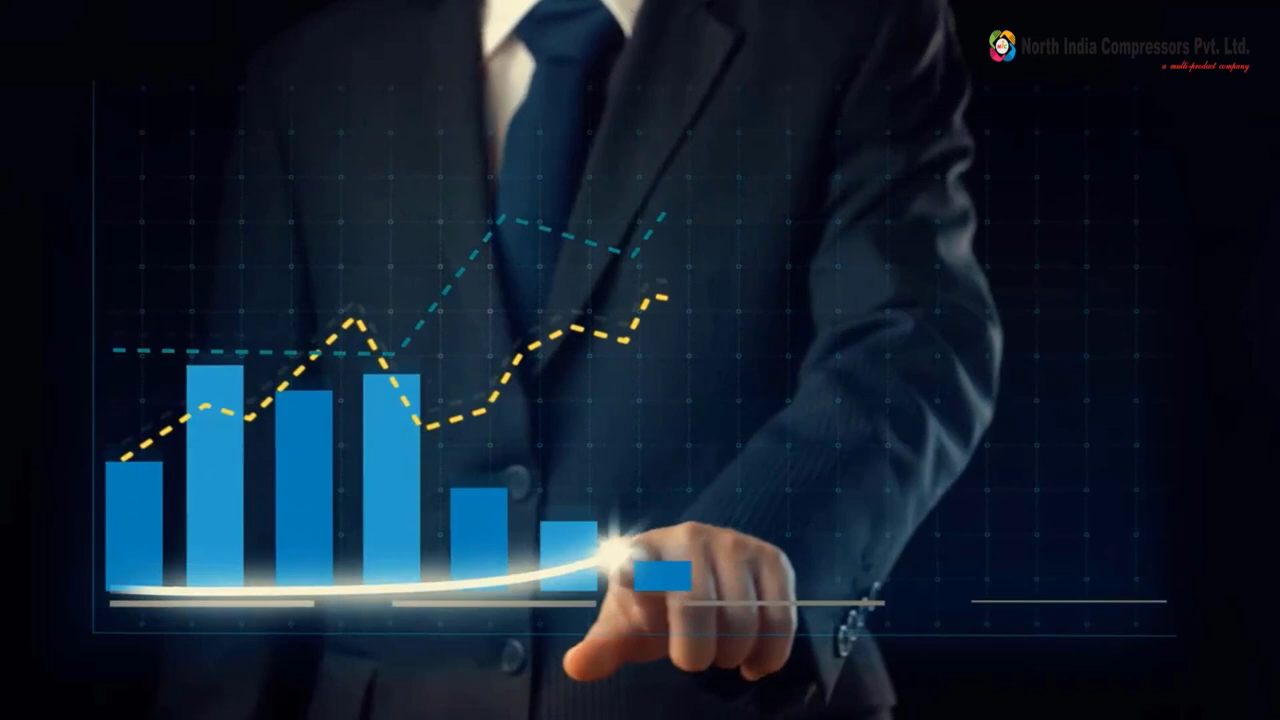 North India Compressors Pvt. Ltd.
a multi-product company